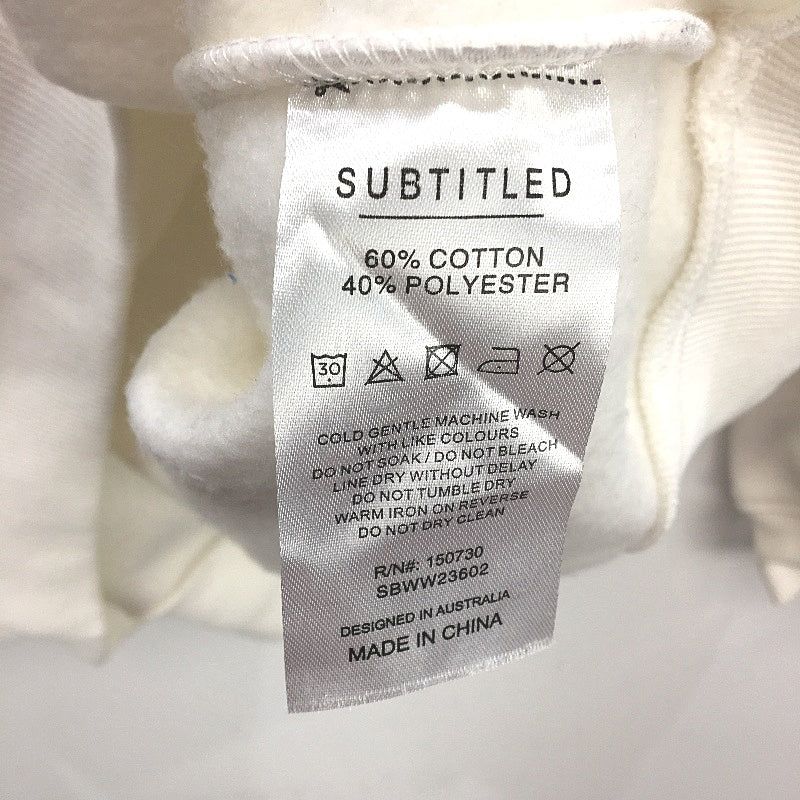 SUBTITLED
60% COTTON
40% POLYESTER
30
COLD GENTLE MACHINE WASH
WITH LIKE COLOURS
DO NOT SOAK / DO NOT BLEACH
LINE DRY WITHOUT DELAY
DO NOT TUMBLE DRY
WARM IRON ON REVERSE
DO NOT DRY CLEAN
R/N#: 150730
SBWW23602
DESIGNED IN AUSTRALIA
MADE IN CHINA